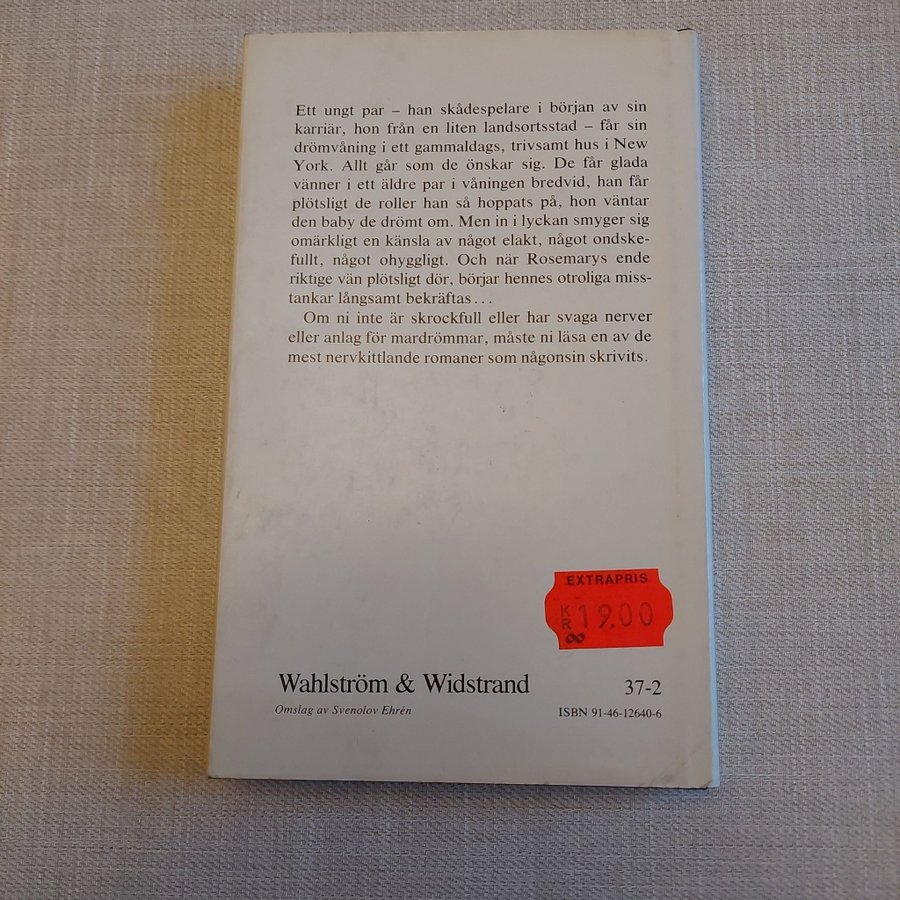 Ett ungt par – han skådespelare i början av sin
karriär, hon från en liten landsortsstad – får sin
drömvåning i ett gammaldags, trivsamt hus i New
York. Allt går som de önskar sig. De får glada
vänner i ett äldre par i våningen bredvid, han får
plötsligt de roller han så hoppats på, hon väntar
den baby de drömt om. Men in i lyckan smyger sig
omärkligt en känsla av något elakt, något ondske-
fullt, något ohyggligt. Och när Rosemarys ende
riktige vän plötsligt dör, börjar hennes otroliga miss-
tankar långsamt bekräftas...
Om ni inte är skrockfull eller har svaga nerver
eller anlag för mardrömmar, måste ni läsa en av de
mest nervkittlande romaner som någonsin skrivits.
EXTRAPRIS
KR 19.00
Wahlström & Widstrand 37-2
Omslag av Svenolov Ehrén ISBN 91-46-12640-6